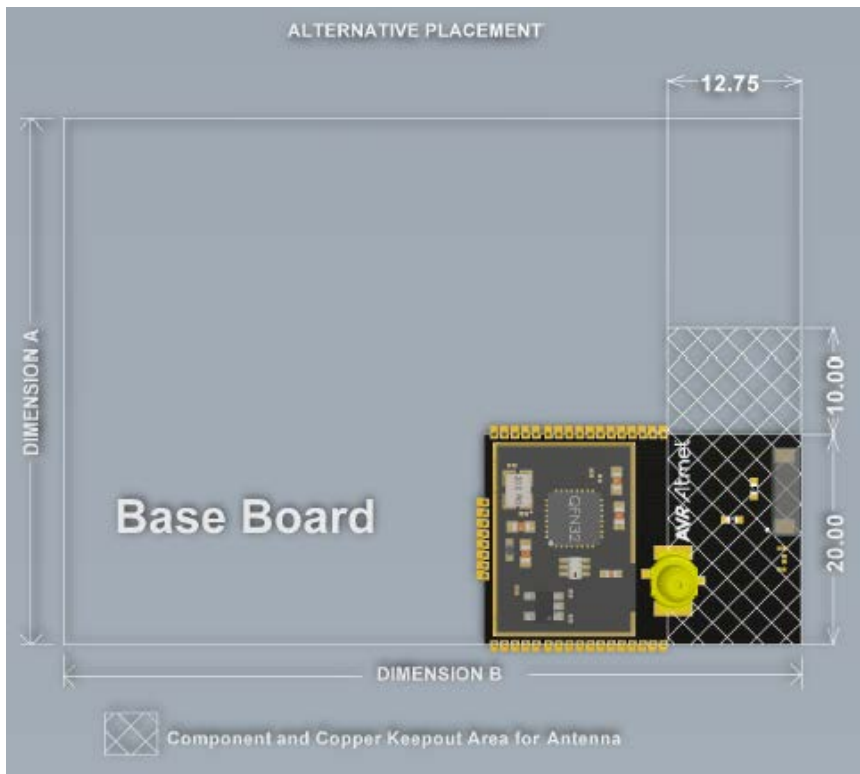 ALTERNATIVE PLACEMENT
12.75
DIMENSION A
10.00
AVR Atmel
QFN32
Base Board
20.00
DIMENSION B
Component and Copper Keepout Area for Antenna